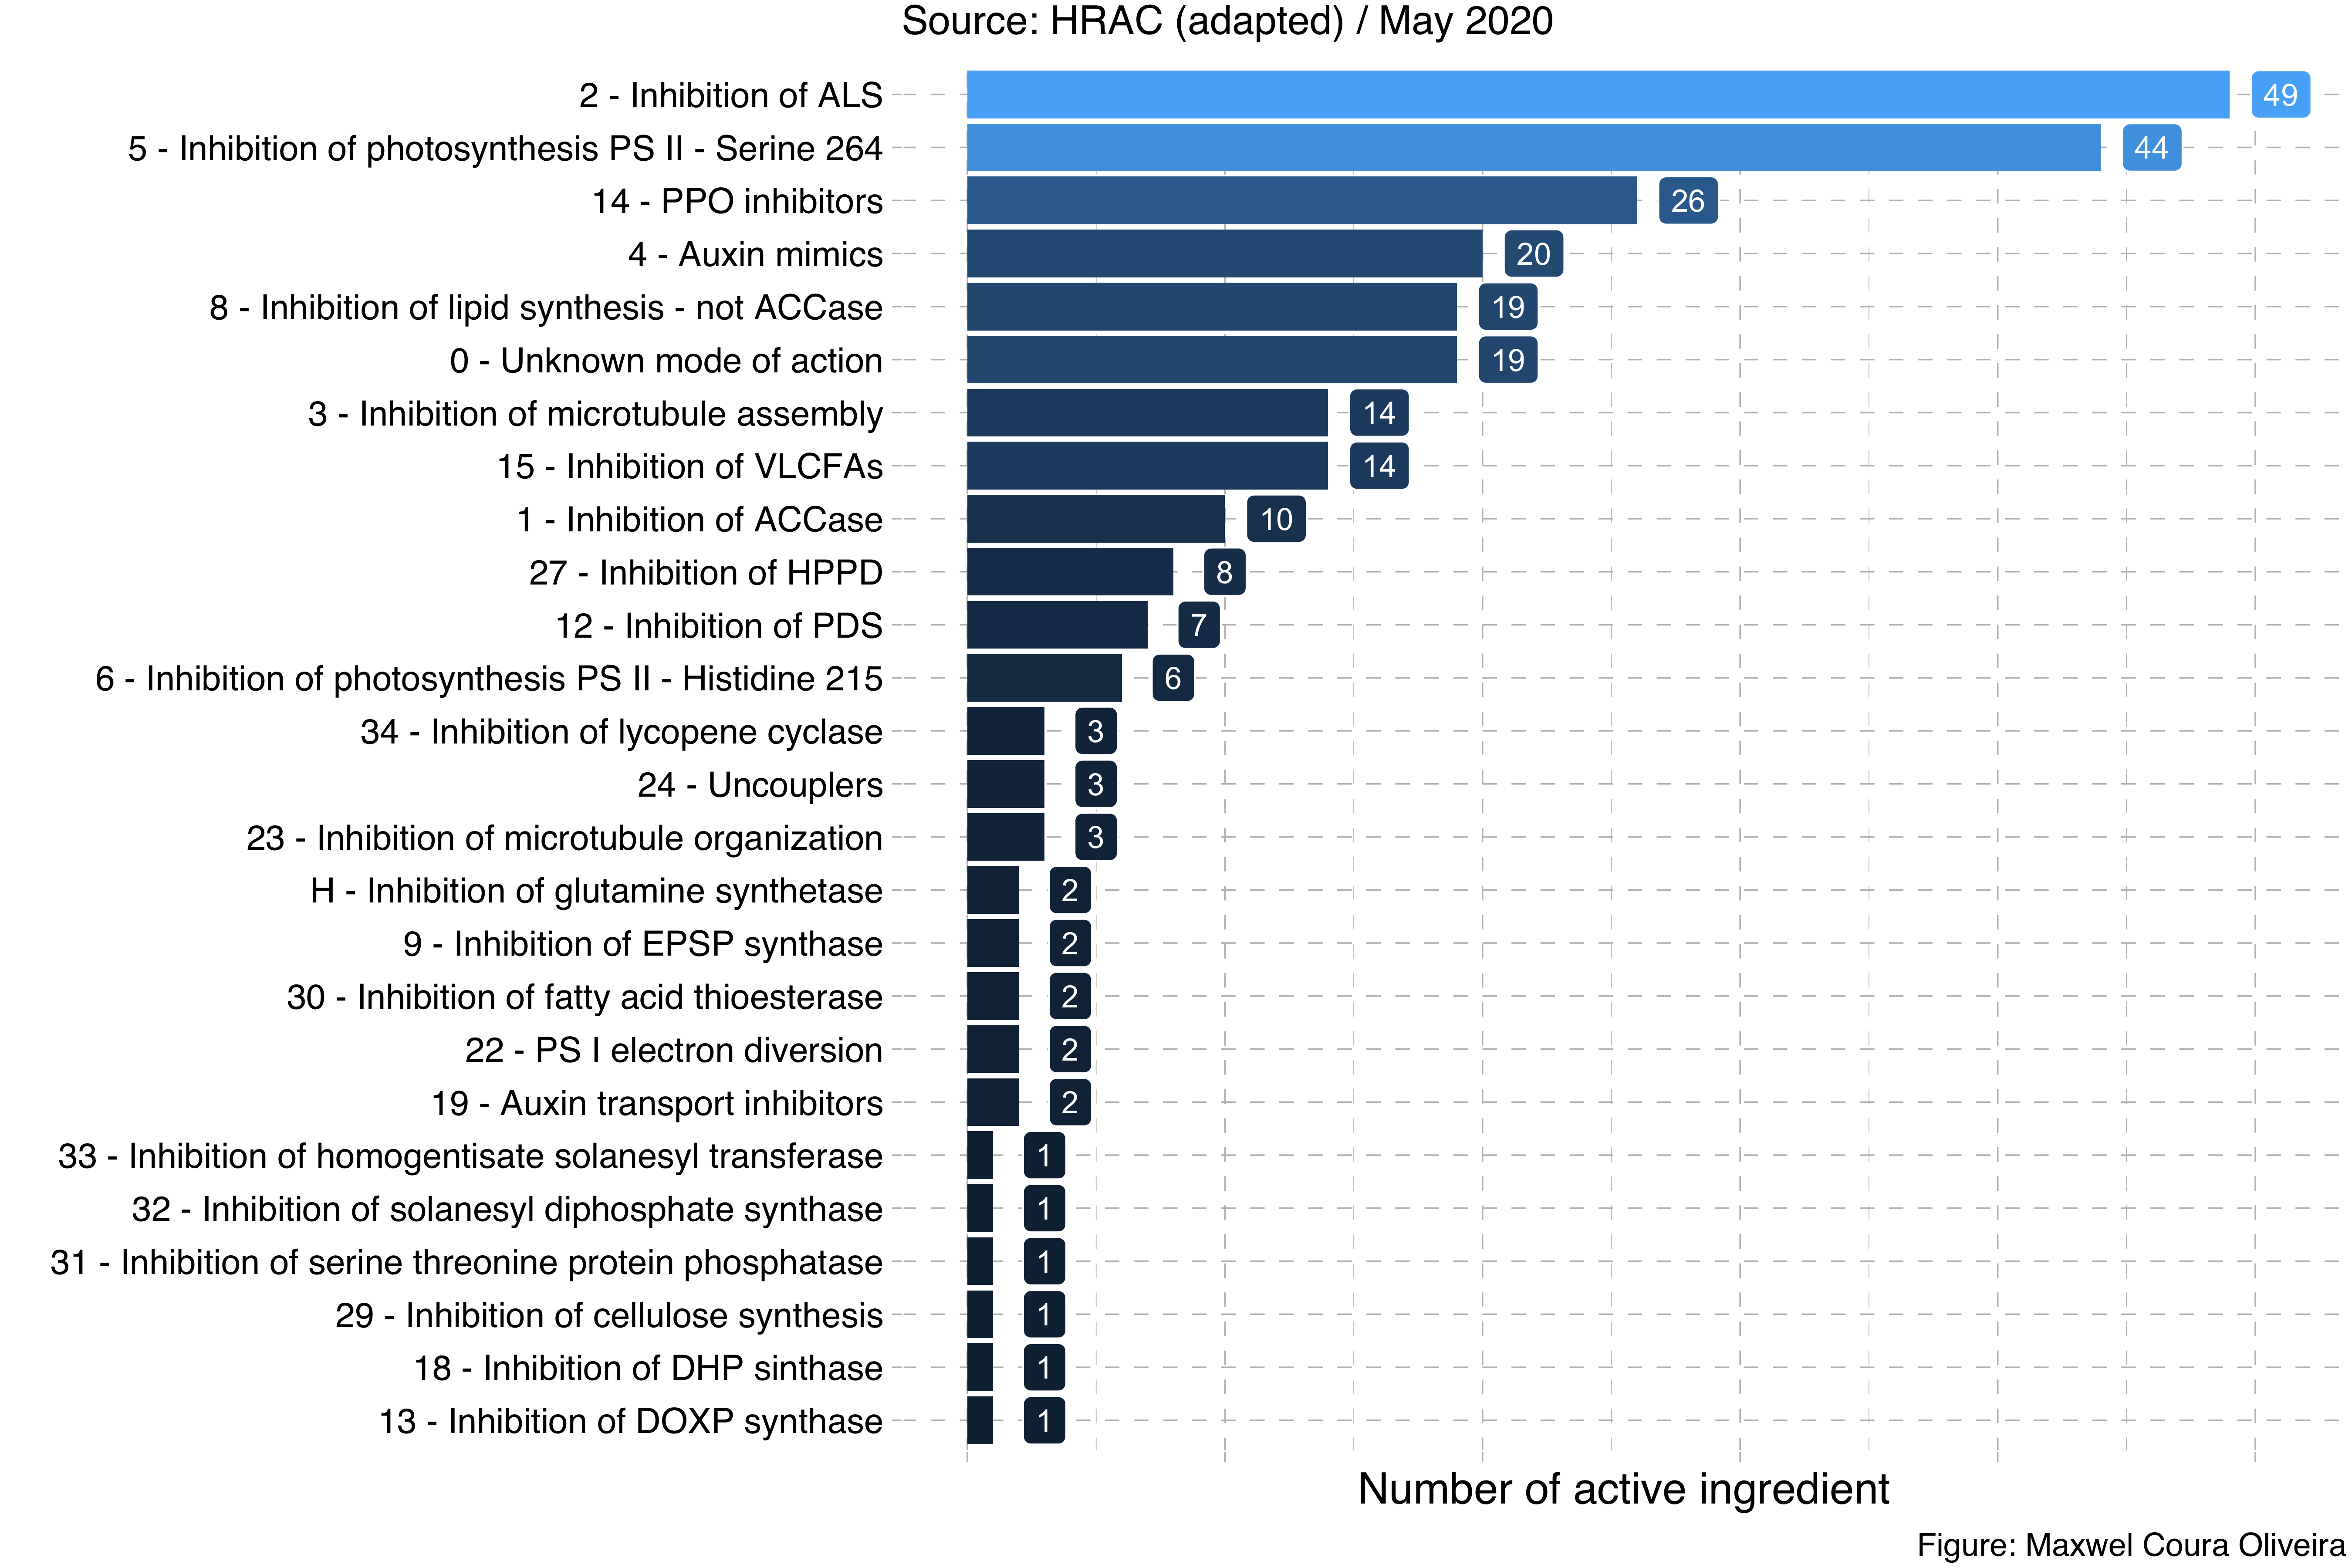 Source: HRAC (adapted) / May 2020
2 - Inhibition of ALS 49
5 - Inhibition of photosynthesis PS II - Serine 264 44
14 - PPO inhibitors 26
4 - Auxin mimics 20
8 - Inhibition of lipid synthesis - not ACCase 19
0 - Unknown mode of action 19
3 - Inhibition of microtubule assembly 14
15 - Inhibition of VLCFAs 14
1 - Inhibition of ACCase 10
27 - Inhibition of HPPD 8
12 - Inhibition of PDS 7
6 - Inhibition of photosynthesis PS II - Histidine 215 6
34 - Inhibition of lycopene cyclase 3
24 - Uncouplers 3
23 - Inhibition of microtubule organization 3
H - Inhibition of glutamine synthetase 2
9 - Inhibition of EPSP synthase 2
30 - Inhibition of fatty acid thioesterase 2
22 - PS I electron diversion 2
19 - Auxin transport inhibitors 2
33 - Inhibition of homogentisate solanesyl transferase 1
32 - Inhibition of solanesyl diphosphate synthase 1
31 - Inhibition of serine threonine protein phosphatase 1
29 - Inhibition of cellulose synthesis 1
18 - Inhibition of DHP sinthase 1
13 - Inhibition of DOXP synthase 1
Number of active ingredient
Figure: Maxwel Coura Oliveira